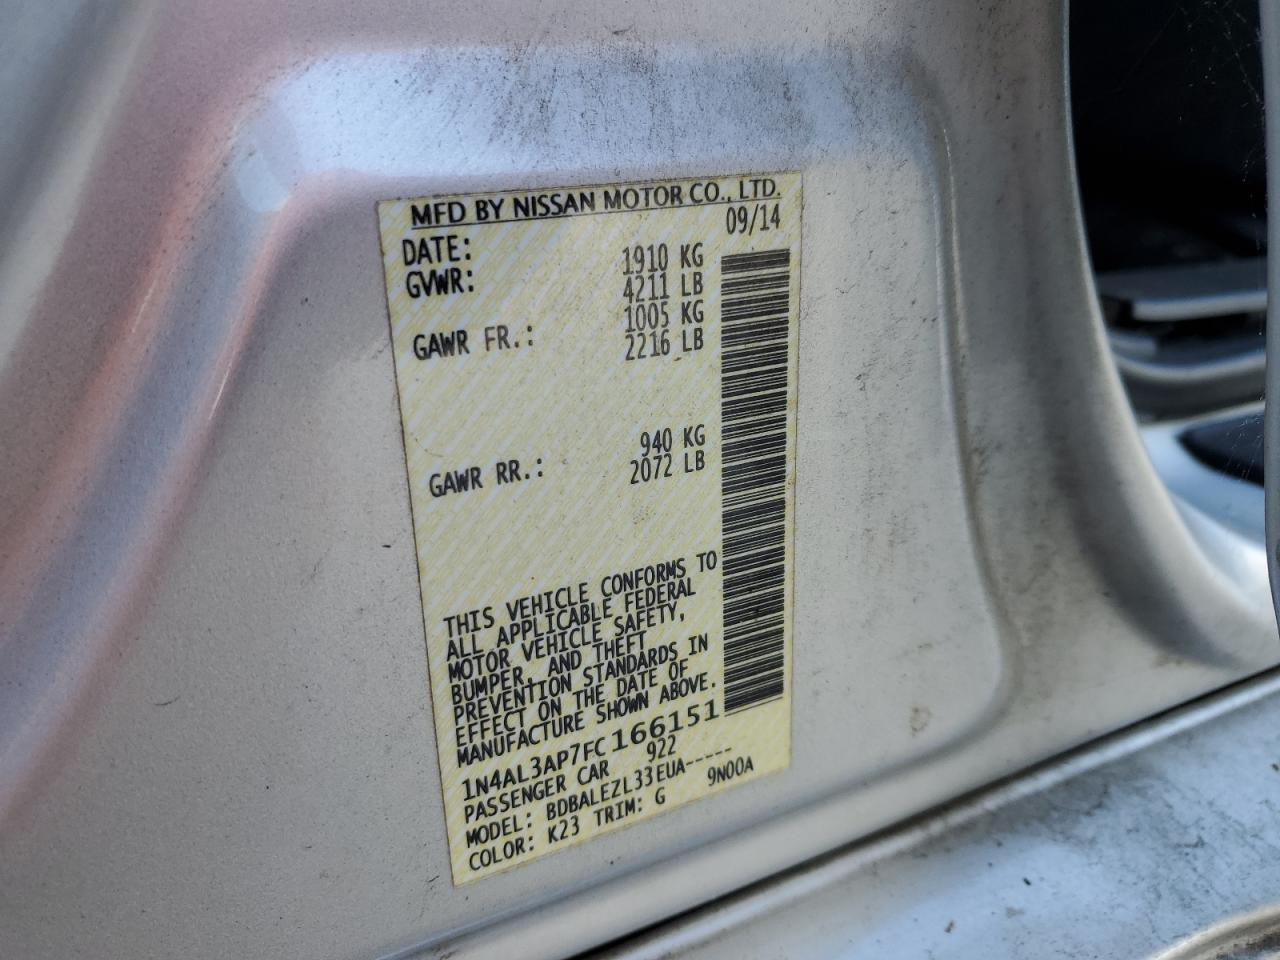 MFD BY NISSAN MOTOR CO., LTD.
DATE: 09/14
GVWR: 1910 KG
4211 LB
GAWR FR.: 1005 KG
2216 LB
GAWR RR.: 940 KG
2072 LB
THIS VEHICLE CONFORMS TO
ALL APPLICABLE FEDERAL
MOTOR VEHICLE SAFETY,
BUMPER, AND THEFT
PREVENTION STANDARDS IN
EFFECT ON THE DATE OF
MANUFACTURE SHOWN ABOVE.
1N4AL3AP7FC166151
PASSENGER CAR 922
MODEL: BDBALEZL33EUA-----
COLOR: K23 TRIM: G 9N00A